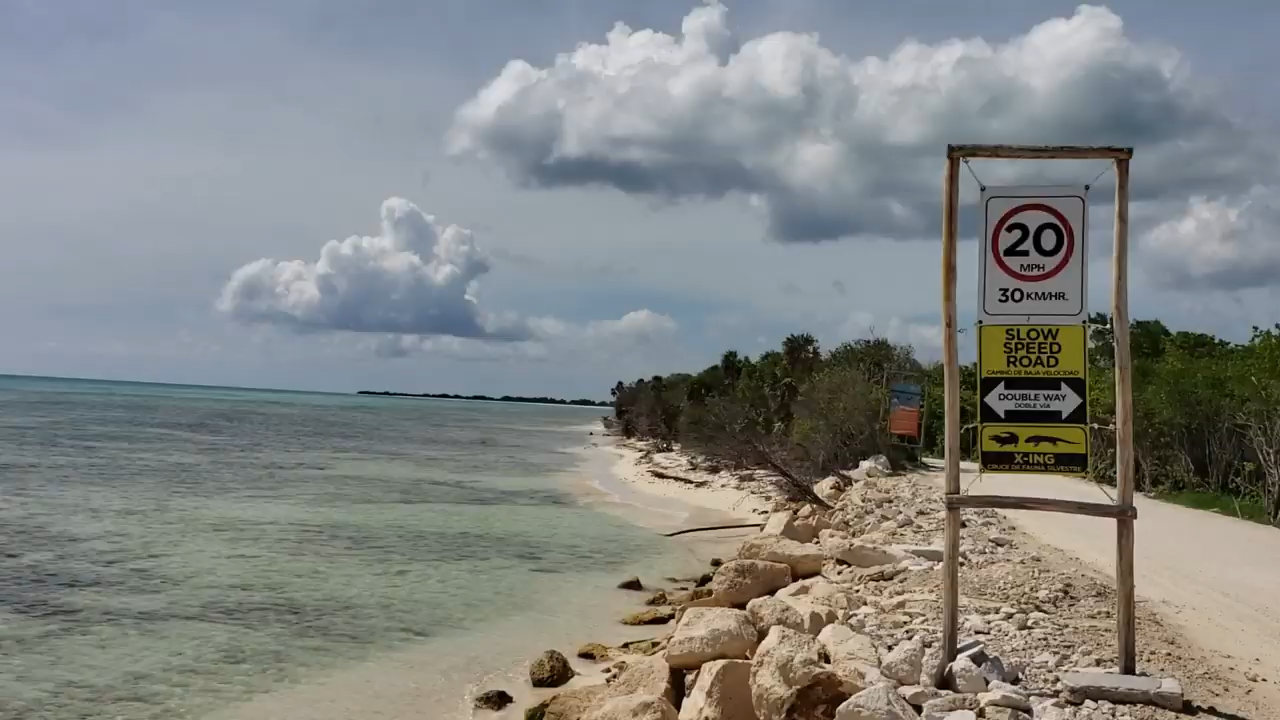 20
MPH
30 KM/HR.
SLOW
SPEED
ROAD
CAMINO DE BAJA VELOCIDAD
DOUBLE WAY
DOBLE VÍA
X-ING
CRUCE DE FAUNA SILVESTRE